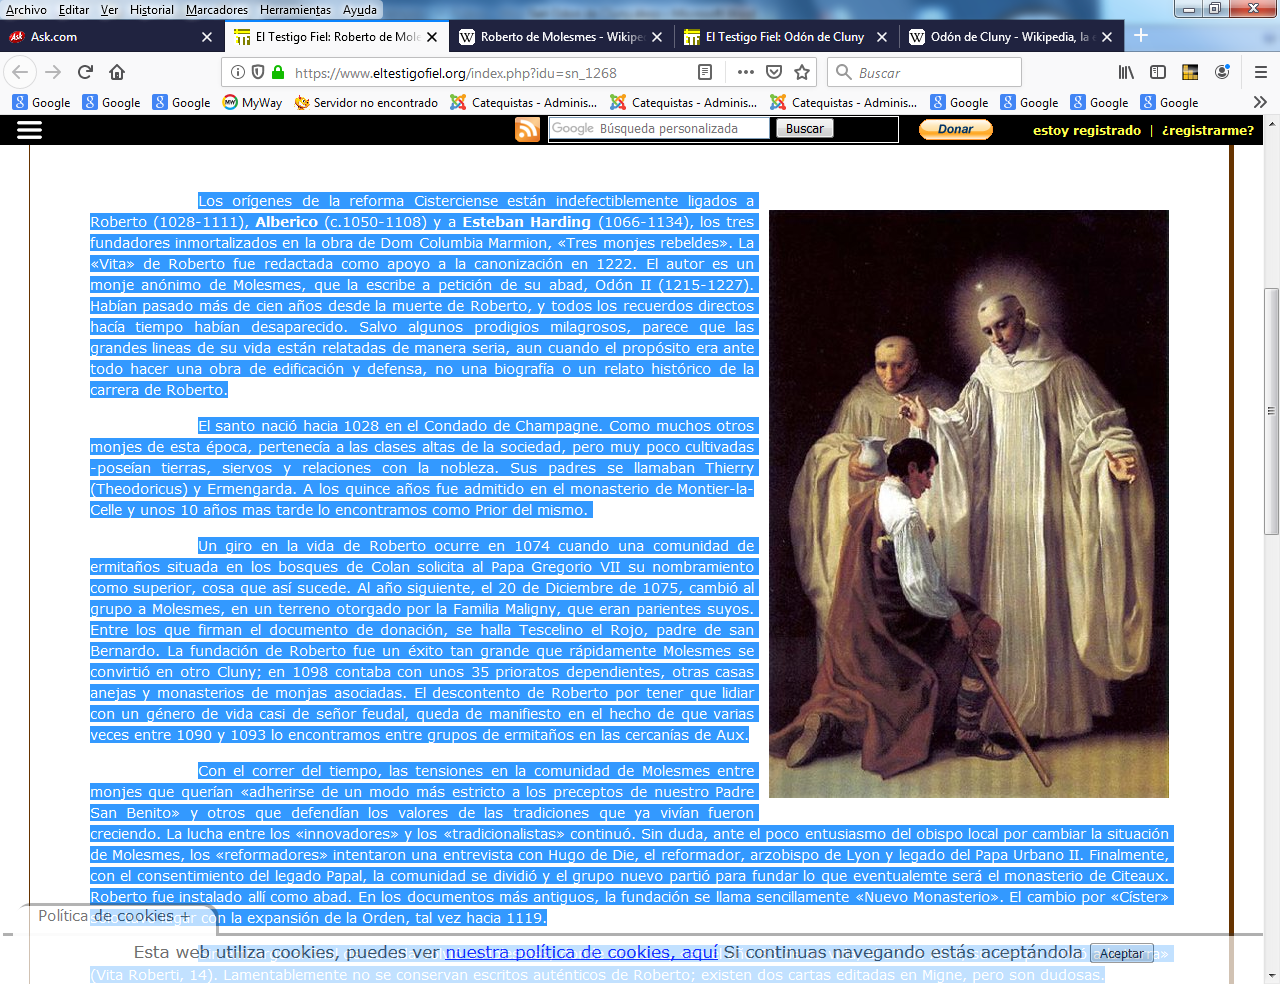 Archivo Editar Ver Historial Marcadores Herramientas Ayuda
Ask.com
El Testigo Fiel: Roberto de Mole
Roberto de Molesmes - Wikipe
El Testigo Fiel: Odón de Cluny
Odón de Cluny - Wikipedia, la
https://www.eltestigofiel.org/index.php?idu=sn_1268
Buscar
Google Google Google MyWay Servidor no encontrado Catequistas - Adminis... Catequistas - Adminis... Catequistas - Adminis... Google Google Google Google
Google Búsqueda personalizada Buscar Donar estoy registrado | ¿registrarme?
Los orígenes de la reforma Cisterciense están indefectiblemente ligados a
Roberto (1028-1111), Alberico (c.1050-1108) y a Esteban Harding (1066-1134), los tres
fundadores inmortalizados en la obra de Dom Columbia Marmion, «Tres monjes rebeldes». La
«Vita» de Roberto fue redactada como apoyo a la canonización en 1222. El autor es un
monje anónimo de Molesmes, que la escribe a petición de su abad, Odón II (1215-1227).
Habían pasado más de cien años desde la muerte de Roberto, y todos los recuerdos directos
hacía tiempo habían desaparecido. Salvo algunos prodigios milagrosos, parece que las
grandes lineas de su vida están relatadas de manera seria, aun cuando el propósito era ante
todo hacer una obra de edificación y defensa, no una biografía o un relato histórico de la
carrera de Roberto.
El santo nació hacia 1028 en el Condado de Champagne. Como muchos otros
monjes de esta época, pertenecía a las clases altas de la sociedad, pero muy poco cultivadas
-poseían tierras, siervos y relaciones con la nobleza. Sus padres se llamaban Thierry
(Theodoricus) y Ermengarda. A los quince años fue admitido en el monasterio de Montier-la-
Celle y unos 10 años mas tarde lo encontramos como Prior del mismo.
Un giro en la vida de Roberto ocurre en 1074 cuando una comunidad de
ermitaños situada en los bosques de Colan solicita al Papa Gregorio VII su nombramiento
como superior, cosa que así sucede. Al año siguiente, el 20 de Diciembre de 1075, cambió al
grupo a Molesmes, en un terreno otorgado por la Familia Maligny, que eran parientes suyos.
Entre los que firman el documento de donación, se halla Tescelino el Rojo, padre de san
Bernardo. La fundación de Roberto fue un éxito tan grande que rápidamente Molesmes se
convirtió en otro Cluny; en 1098 contaba con unos 35 prioratos dependientes, otras casas
anejas y monasterios de monjas asociadas. El descontento de Roberto por tener que lidiar
con un género de vida casi de señor feudal, queda de manifiesto en el hecho de que varias
veces entre 1090 y 1093 lo encontramos entre grupos de ermitaños en las cercanías de Aux.
Con el correr del tiempo, las tensiones en la comunidad de Molesmes entre
monjes que querían «adherirse de un modo más estricto a los preceptos de nuestro Padre
San Benito» y otros que defendían los valores de las tradiciones que ya vivían fueron
creciendo. La lucha entre los «innovadores» y los «tradicionalistas» continuó. Sin duda, ante el poco entusiasmo del obispo local por cambiar la situación
de Molesmes, los «reformadores» intentaron una entrevista con Hugo de Die, el reformador, arzobispo de Lyon y legado del Papa Urbano II. Finalmente,
con el consentimiento del legado Papal, la comunidad se dividió y el grupo nuevo partió para fundar lo que eventualemte será el monasterio de Citeaux.
Roberto fue instalado allí como abad. En los documentos más antiguos, la fundación se llama sencillamente «Nuevo Monasterio». El cambio por «Císter»
con la expansión de la Orden, tal vez hacia 1119.
Política de cookies +
Esta web utiliza cookies, puedes ver nuestra política de cookies, aquí Si continuas navegando estás aceptándola Aceptar
(Vita Roberti, 14). Lamentablemente no se conservan escritos auténticos de Roberto; existen dos cartas editadas en Migne, pero son dudosas.